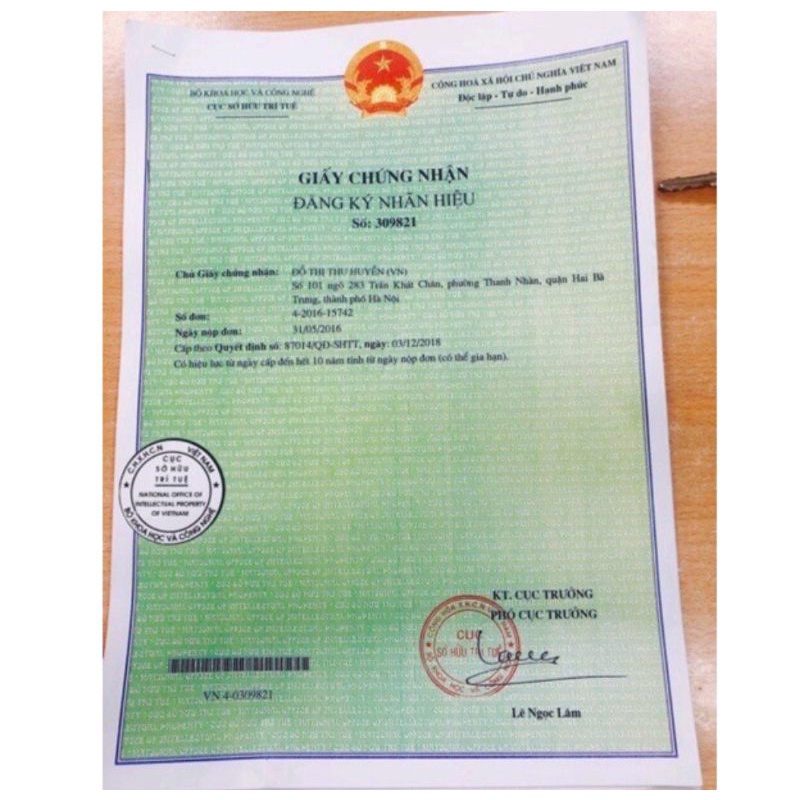 BỘ KHOA HỌC VÀ CÔNG NGHỆ
CỤC SỞ HỮU TRÍ TUỆ
CỘNG HOÀ XÃ HỘI CHỦ NGHĨA VIỆT NAM
Độc lập - Tự do - Hạnh phúc
GIẤY CHỨNG NHẬN
ĐĂNG KÝ NHÃN HIỆU
Số: 309821
Chủ Giấy chứng nhận: ĐỖ THỊ THU HUYỀN (VN)
Số 101 ngõ 283 Trần Khát Chân, phường Thanh Nhàn, quận Hai Bà
Trưng, thành phố Hà Nội
Số đơn: 4-2016-15742
Ngày nộp đơn: 31/05/2016
Cấp theo Quyết định số: 87014/QĐ-SHTT, ngày: 03/12/2018
Có hiệu lực từ ngày cấp đến hết 10 năm tính từ ngày nộp đơn (có thể gia hạn).
C.H.X.H.C.N VIỆT NAM
CỤC
SỞ HỮU
TRÍ TUỆ
NATIONAL OFFICE OF
INTELLECTUAL PROPERTY
OF VIETNAM
BỘ KHOA HỌC VÀ CÔNG NGHỆ
KT. CỤC TRƯỞNG
PHÓ CỤC TRƯỞNG
CỤC
SỞ HỮU TRÍ TUỆ
VN 4-0309821
Lê Ngọc Lâm